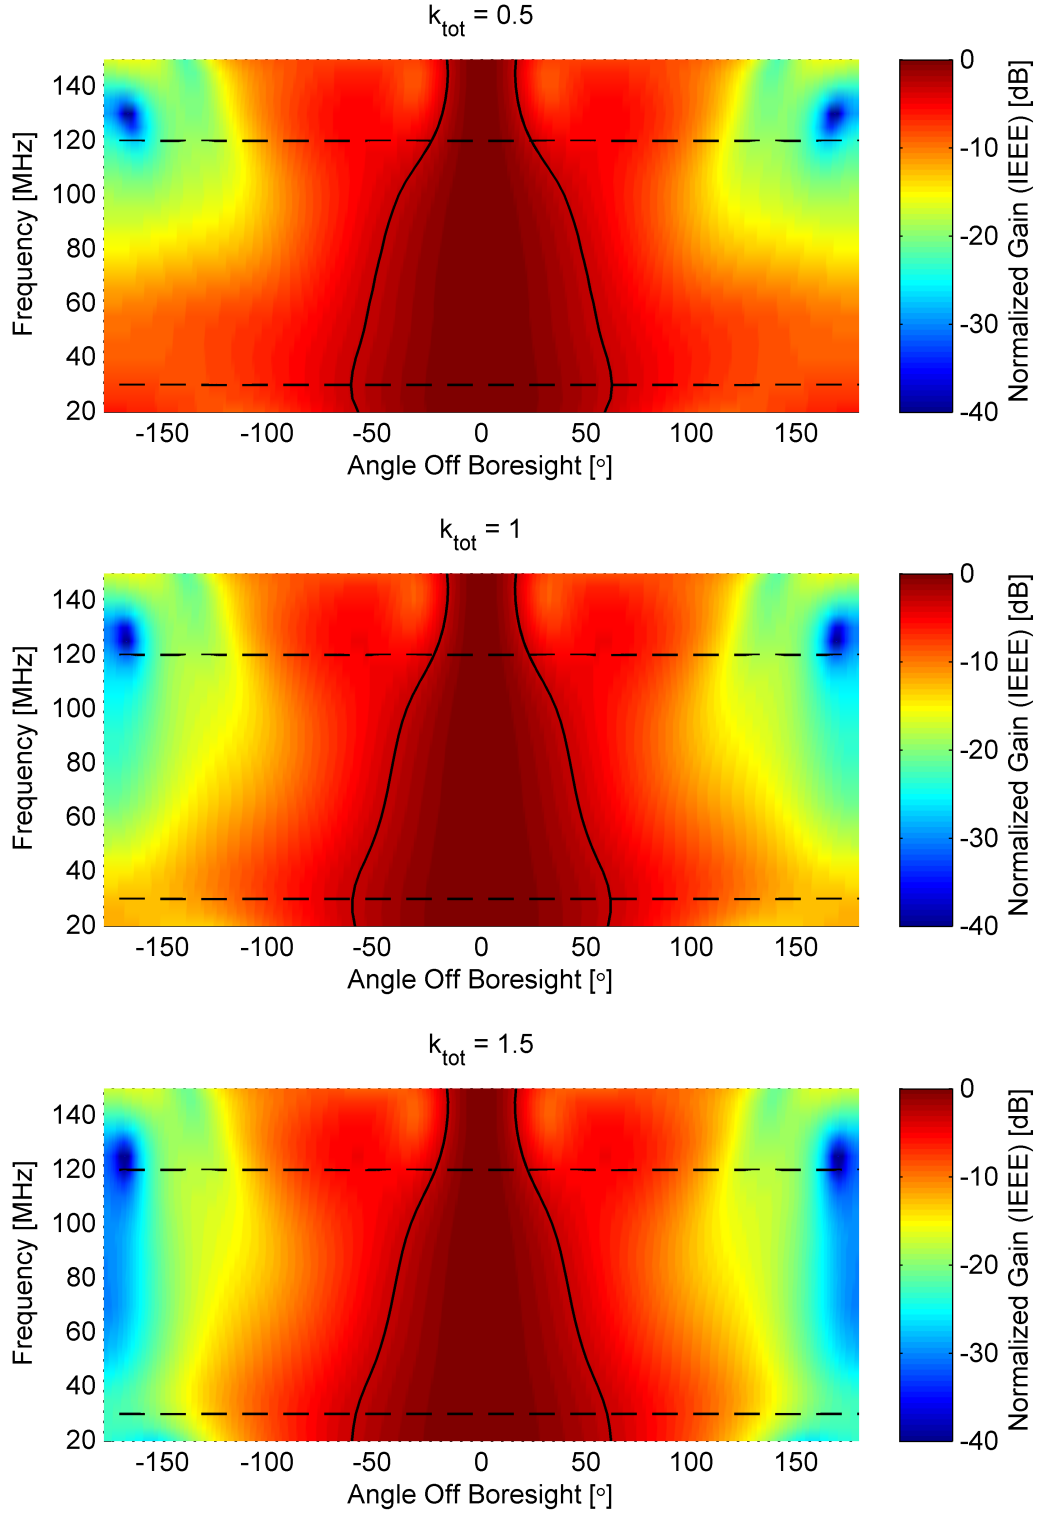 k_tot = 0.5
140
120
100
80
60
40
20
Frequency [MHz]
-150 -100 -50 0 50 100 150
Angle Off Boresight [°]
0
-10
-20
-30
-40
Normalized Gain (IEEE) [dB]
k_tot = 1
140
120
100
80
60
40
20
Frequency [MHz]
-150 -100 -50 0 50 100 150
Angle Off Boresight [°]
0
-10
-20
-30
-40
Normalized Gain (IEEE) [dB]
k_tot = 1.5
140
120
100
80
60
40
20
Frequency [MHz]
-150 -100 -50 0 50 100 150
Angle Off Boresight [°]
0
-10
-20
-30
-40
Normalized Gain (IEEE) [dB]